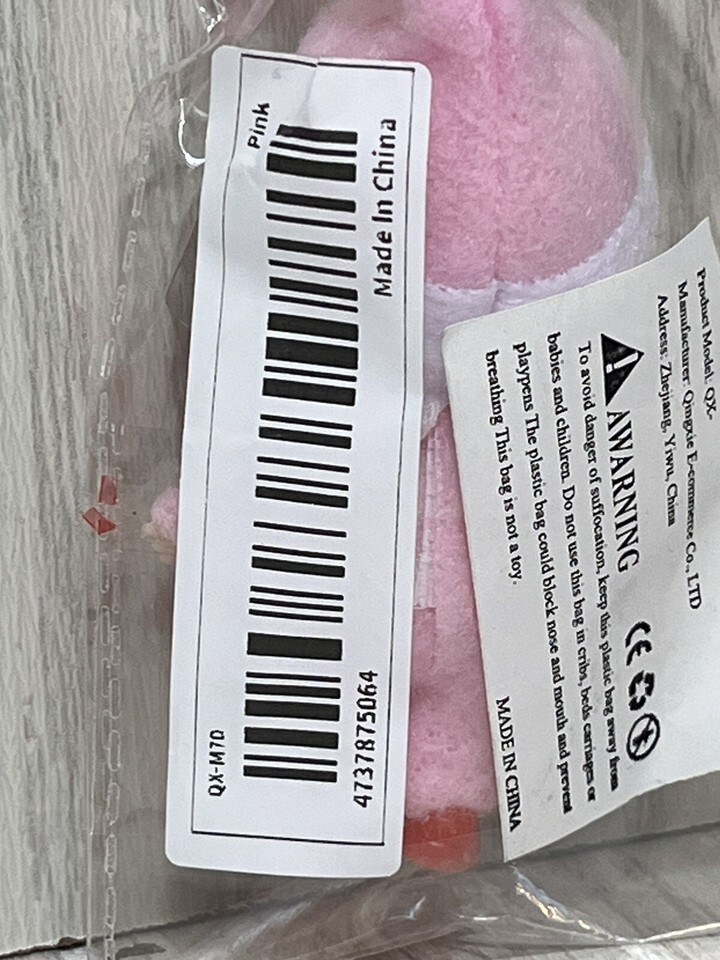 QX-M70
Pink
4737875064
Made In China
Product Model: QX-
Manufacturer: Qingxie E-commerce Co., LTD
Address: Zhejiang, Yiwu, China
AWARNING
CE
To avoid danger of suffocation, keep this plastic bag away from
babies and children. Do not use this bag in cribs, beds carriages or
playpens The plastic bag could block nose and mouth and prevent
breathing This bag is not a toy.
MADE IN CHINA